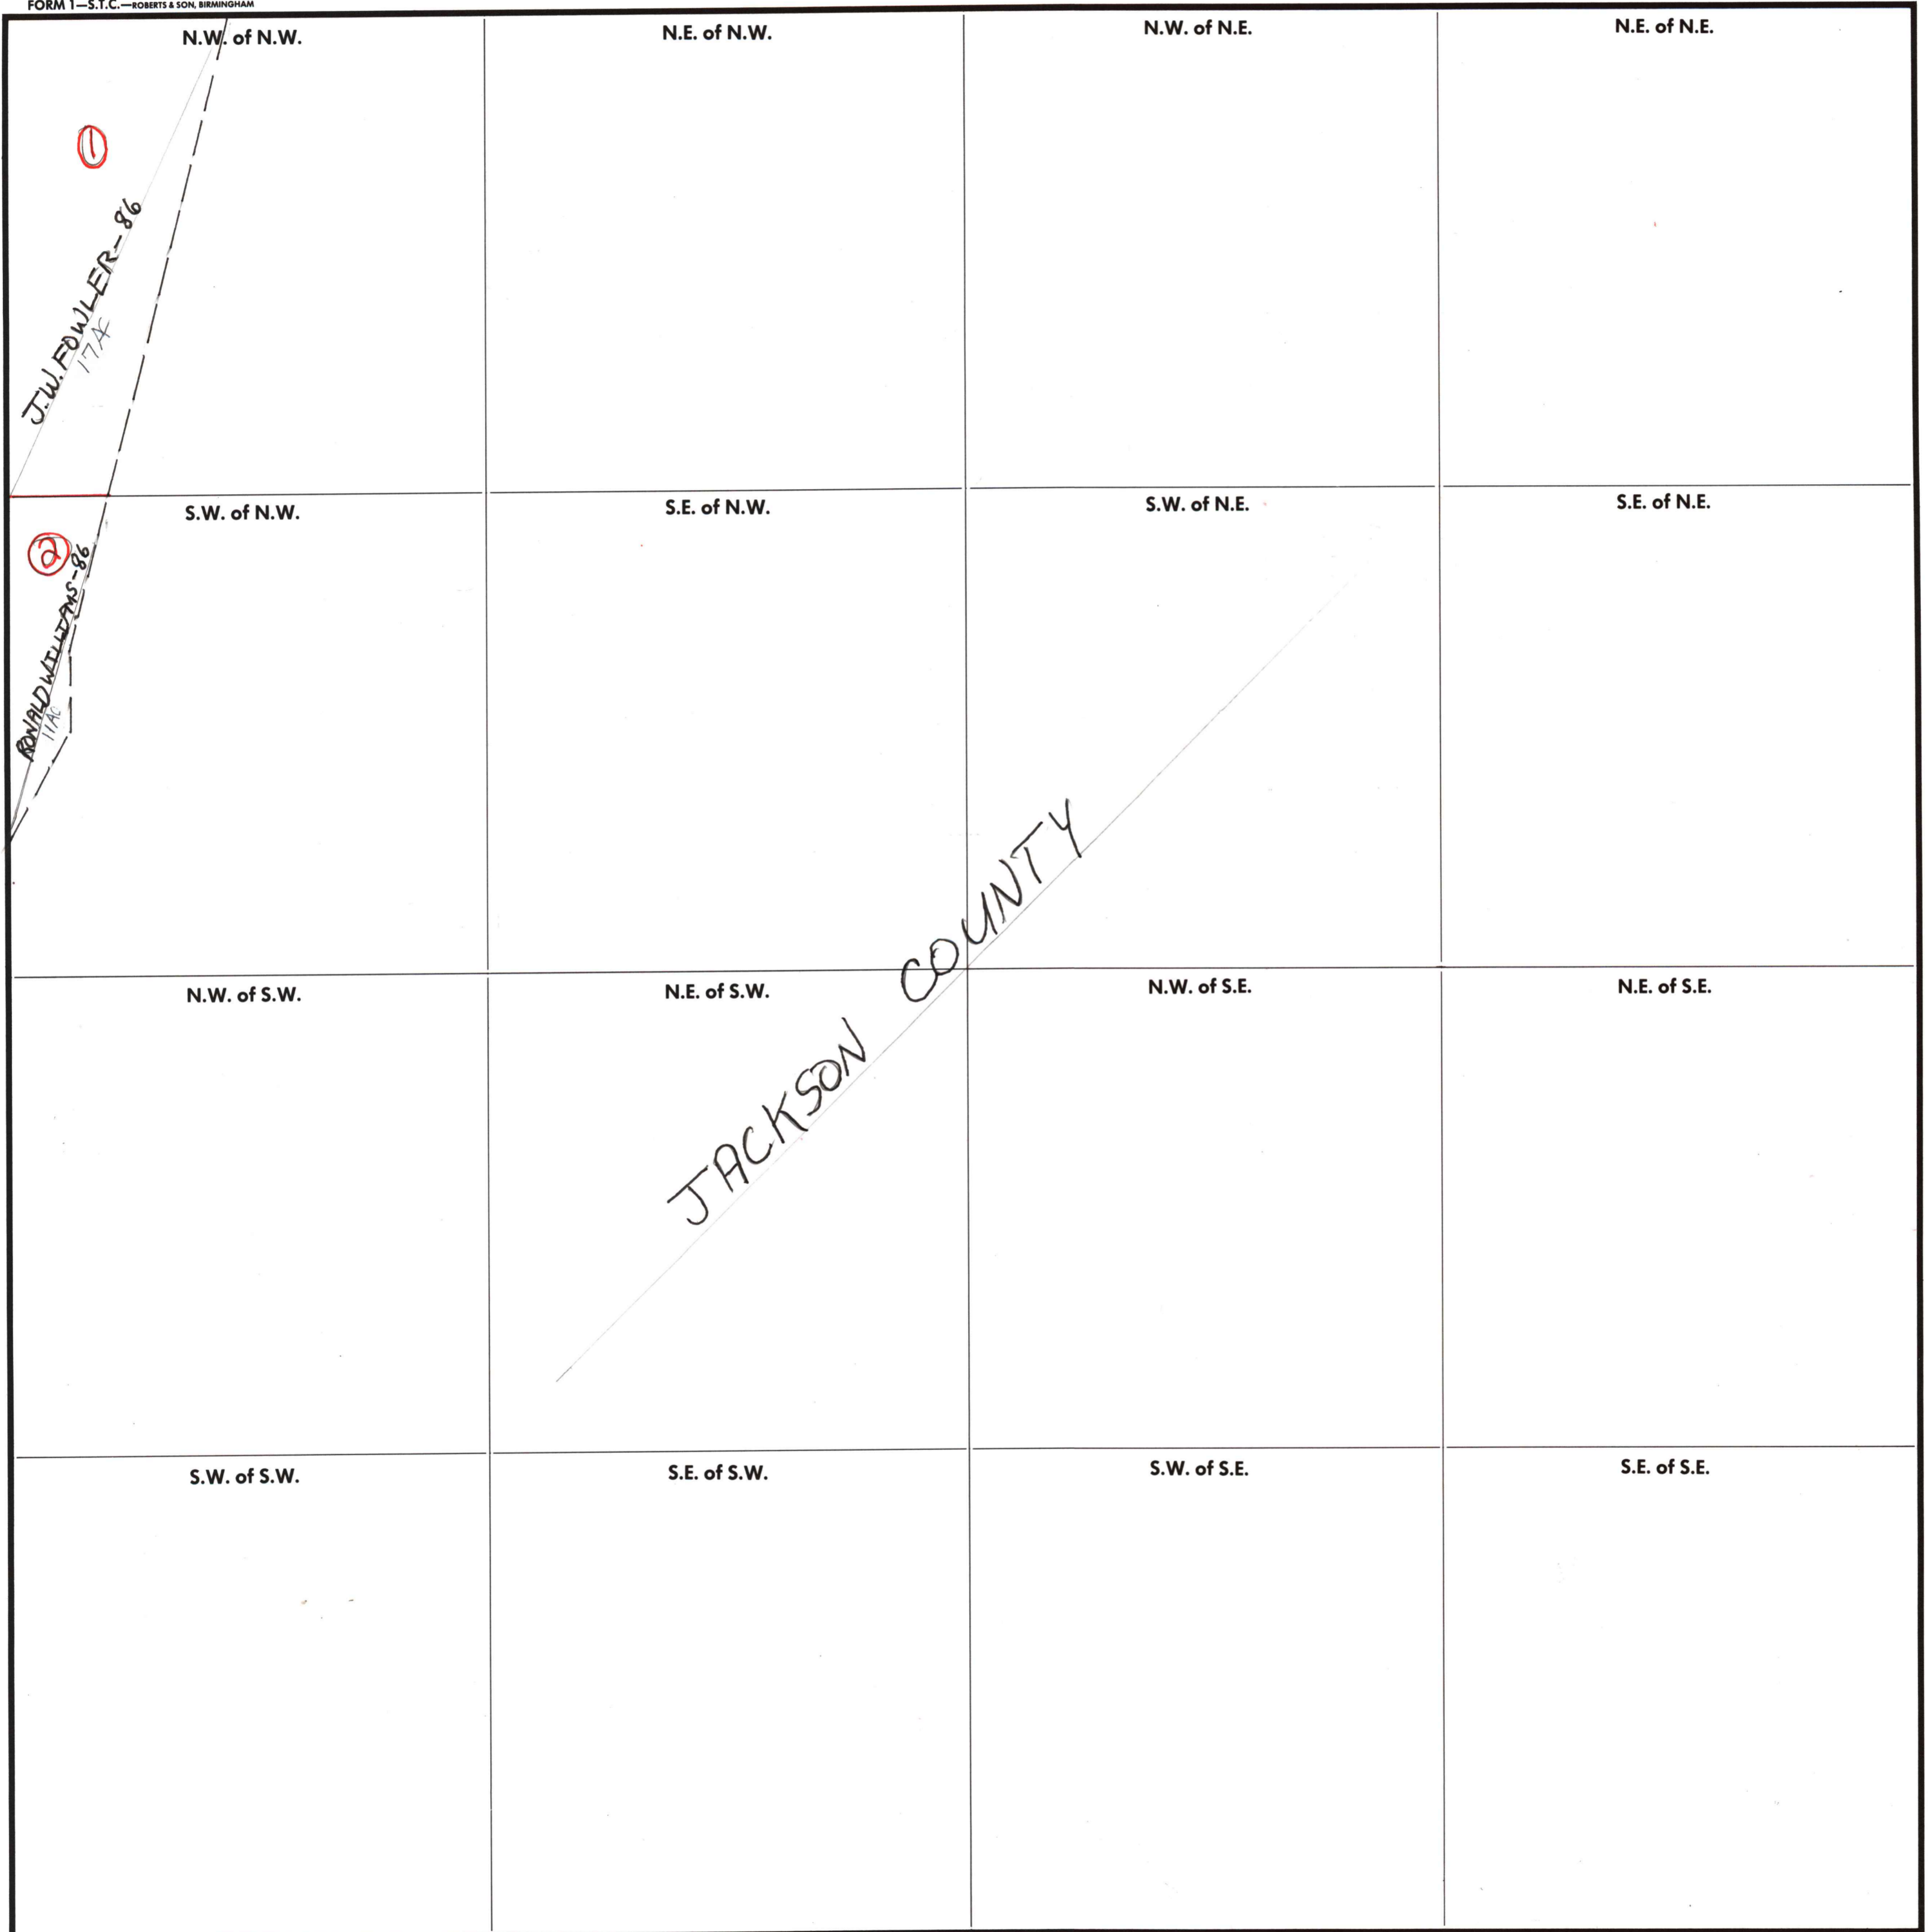 FORM 1—S.T.C.—ROBERTS & SON, BIRMINGHAM
N.W. of N.W.
N.E. of N.W.
N.W. of N.E.
N.E. of N.E.
1
J.W. FOWLER-86
17A
S.W. of N.W.
S.E. of N.W.
S.W. of N.E.
S.E. of N.E.
2
RONALD WILLIAMS-86
11AC
JACKSON COUNTY
N.W. of S.W.
N.E. of S.W.
N.W. of S.E.
N.E. of S.E.
S.W. of S.W.
S.E. of S.W.
S.W. of S.E.
S.E. of S.E.